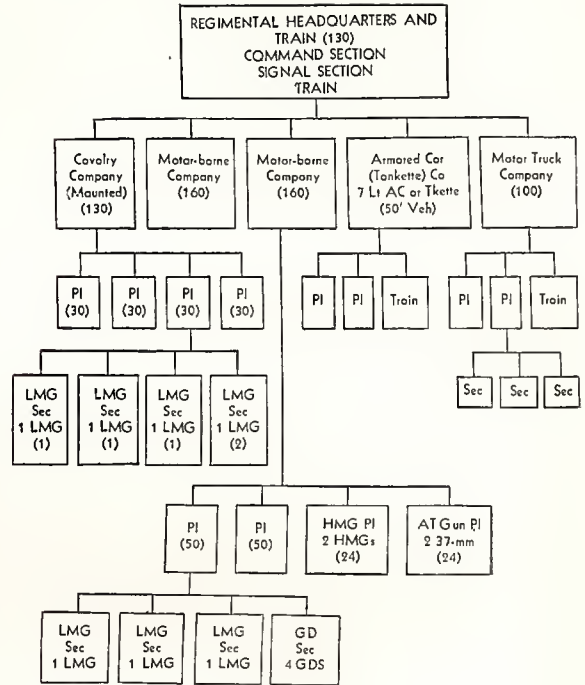 REGIMENTAL HEADQUARTERS AND
TRAIN (130)
COMMAND SECTION
SIGNAL SECTION
TRAIN
Covolry
Company
(Maunted)
(130)
Motor-borne
Company
(160)
Motor-borne
Company
(160)
Armored Cor
(Tonkette) Co
7 Lt AC or Tkette
(50' Veh)
Motor Truck
Company
(100)
Pl
(30)
Pl
(30)
Pl
(30)
Pl
(30)
Pl
Pl
Train
Pl
Pl
Train
LMG
Sec
1 LMG
(1)
LMG
Sec
1 LMG
(1)
LMG
Sec
1 LMG
(1)
LMG
Sec
1 LMG
(2)
Sec
Sec
Sec
Pl
(50)
Pl
(50)
HMG Pl
2 HMGs
(24)
AT Gun Pl
2 37-mm
(24)
LMG
Sec
1 LMG
LMG
Sec
1 LMG
LMG
Sec
1 LMG
GD
Sec
4 GDS